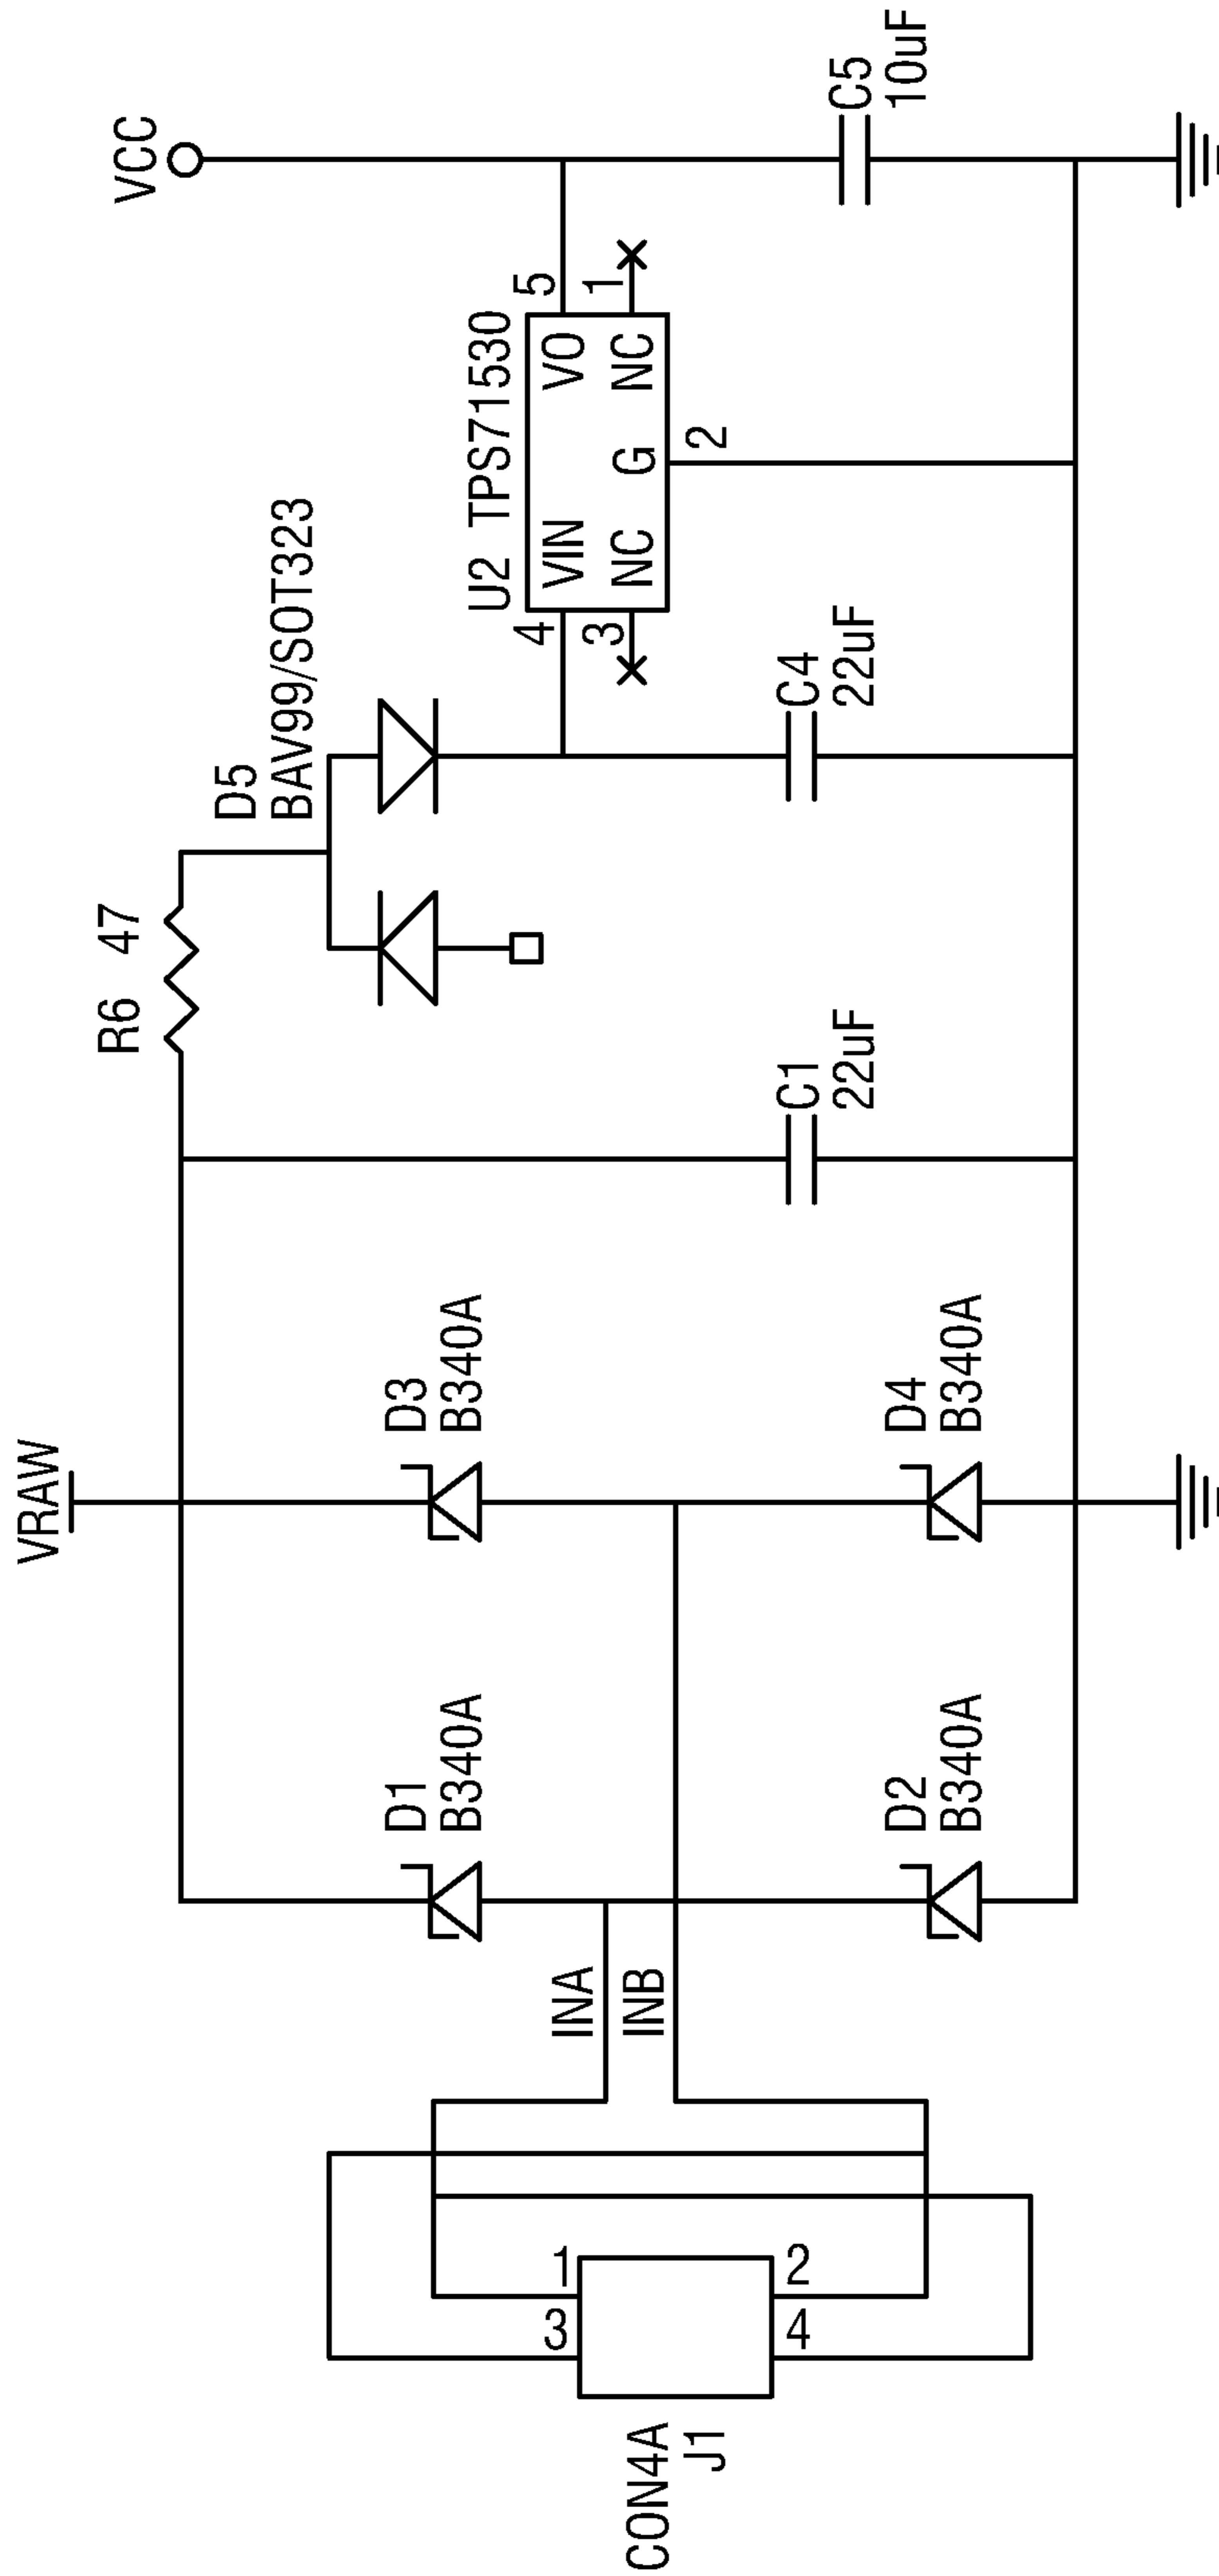 VRAW
CON4A
J1
1
3
2
4
INA
INB
D1
B340A
D2
B340A
D3
B340A
D4
B340A
R6 47
C1
22uF
D5
BAV99/SOT323
C4
22uF
U2 TPS71530
4
VIN
VO
5
3
NC
G
NC
1
2
VCC
C5
10uF